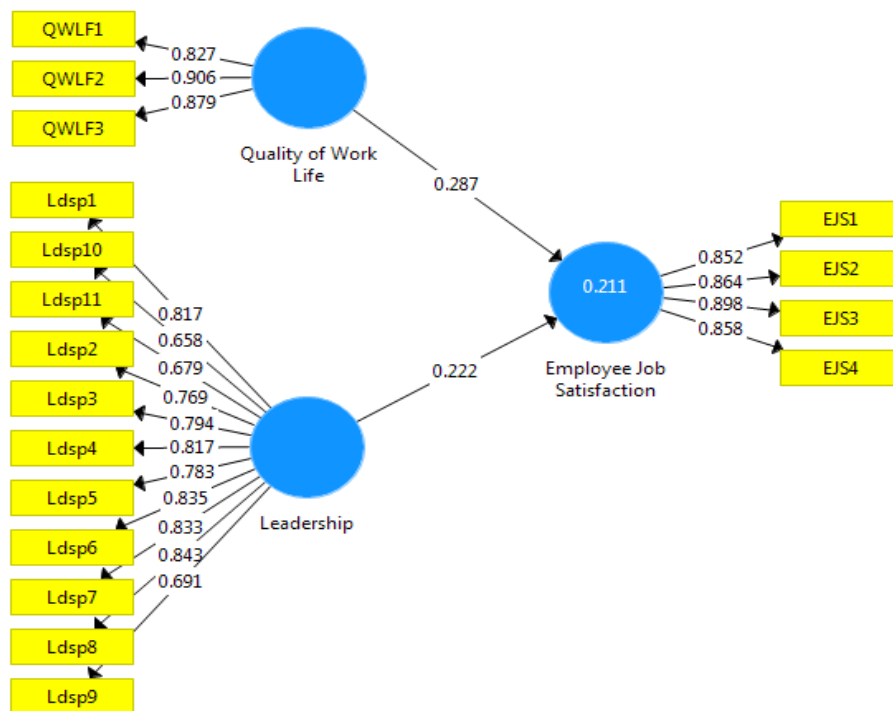 QWLF1
QWLF2
QWLF3
0.827
0.906
0.879
Quality of Work
Life
0.287
Ldsp1
Ldsp10
Ldsp11
Ldsp2
Ldsp3
Ldsp4
Ldsp5
Ldsp6
Ldsp7
Ldsp8
Ldsp9
0.817
0.658
0.679
0.769
0.794
0.817
0.783
0.835
0.833
0.843
0.691
Leadership
0.222
0.211
Employee Job
Satisfaction
0.852
0.864
0.898
0.858
EJS1
EJS2
EJS3
EJS4